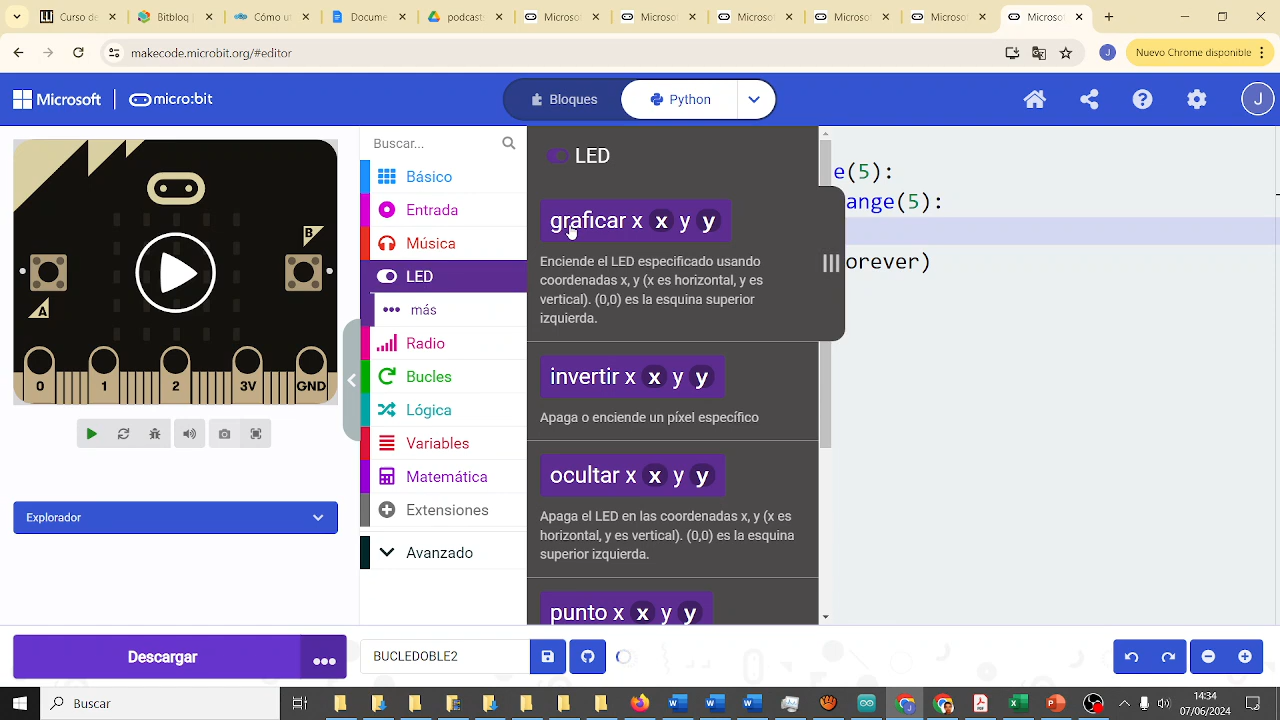 Microso
Bitbloq
Cómo ut
Docume
podcast
Microso
Microso
Microso
Microso
Microso
Microso
makecode.microbit.org/#editor
J
Nuevo Chrome disponible
Microsoft
micro:bit
Bloques
Python
J
Buscar...
Básico
Entrada
Música
LED
más
Radio
Bucles
Lógica
Variables
Matemática
Extensiones
Avanzado
A
B
0 1 2 3V GND
Explorador
LED
graficar x x y y
Enciende el LED especificado usando
coordenadas x, y (x es horizontal, y es
vertical). (0,0) es la esquina superior
izquierda.
invertir x x y y
Apaga o enciende un píxel específico
ocultar x x y y
Apaga el LED en las coordenadas x, y (x es
horizontal, y es vertical). (0,0) es la esquina
superior izquierda.
punto x x y y
e(5):
ange(5):
orever)
Descargar
BUCLEDOBLE2
Buscar
14:34
07/06/2024